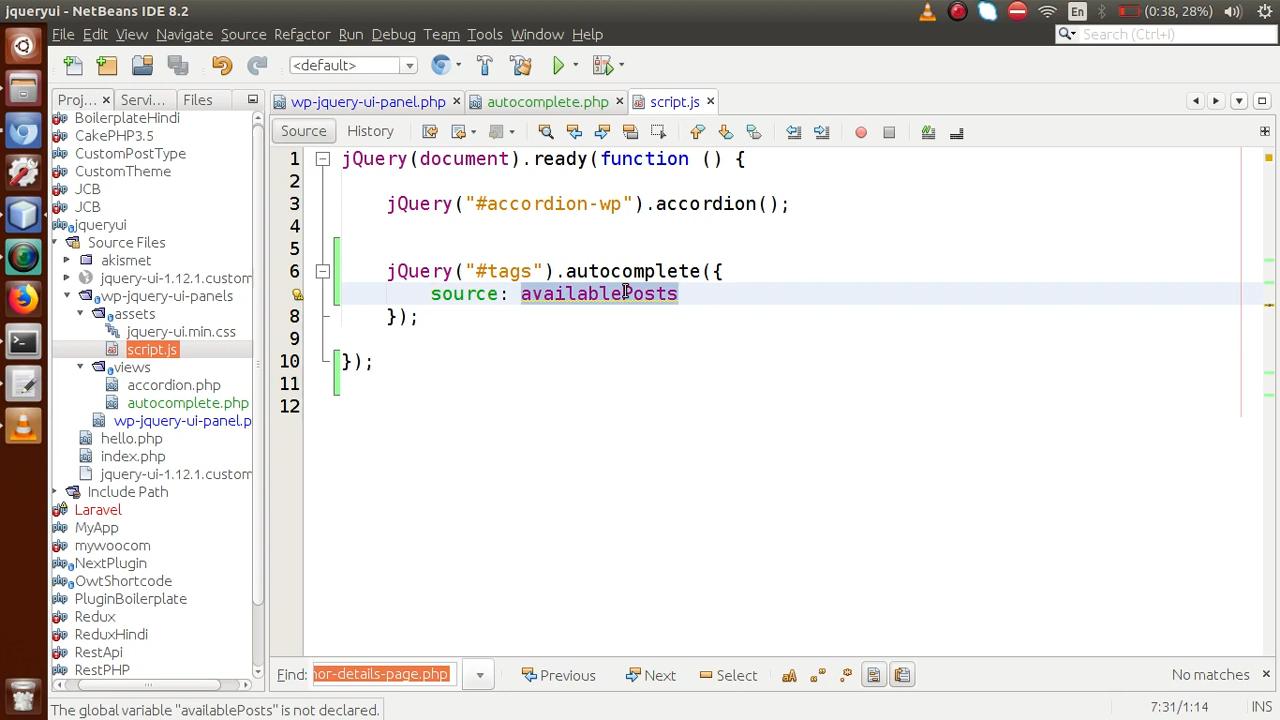 jqueryui - NetBeans IDE 8.2
En
(0:38, 28%)
File Edit View Navigate Source Refactor Run Debug Team Tools Window Help
Search (Ctrl+I)
<default>
Proj... Servi... Files
wp-jquery-ui-panel.php autocomplete.php script.js
Source History
BoilerplateHindi
CakePHP3.5
CustomPostType
CustomTheme
JCB
JCB
jqueryui
Source Files
akismet
jquery-ui-1.12.1.custom
wp-jquery-ui-panels
assets
jquery-ui.min.css
script.js
views
accordion.php
autocomplete.php
wp-jquery-ui-panel.p
hello.php
index.php
jquery-ui-1.12.1.custom
Include Path
Laravel
MyApp
mywoocom
NextPlugin
OwtShortcode
PluginBoilerplate
Redux
ReduxHindi
RestApi
RestPHP
1 jQuery(document).ready(function () {
2
3 jQuery("#accordion-wp").accordion();
4
5
6 jQuery("#tags").autocomplete({
source: availablePosts
8 });
9
10 });
11
12
Find: nor-details-page.php Previous Next Select No matches
The global variable "availablePosts" is not declared. 7:31/1:14 INS